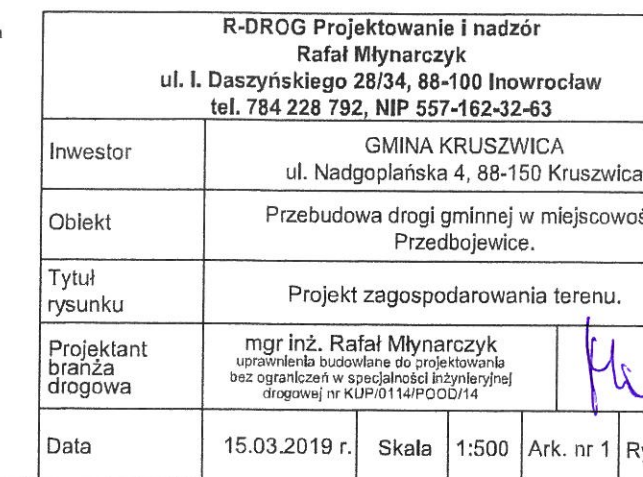 R-DROG Projektowanie i nadzór
Rafał Młynarczyk
ul. I. Daszyńskiego 28/34, 88-100 Inowrocław
tel. 784 228 792, NIP 557-162-32-63
Inwestor
GMINA KRUSZWICA
ul. Nadgoplańska 4, 88-150 Kruszwica
Obiekt
Przebudowa drogi gminnej w
Przedbojewice.
Tytuł
rysunku
Projekt zagospodarowania terenu.
Projektant
branża
drogowa
mgr inż. Rafał Młynarczyk
uprawnienia budowlane do projektowania
bez ograniczeń w specjalności inżynieryjnej
drogowej nr KUP/0114/POOD/14
Data
15.03.2019 r.
Skala
1:500
Ark. nr 1